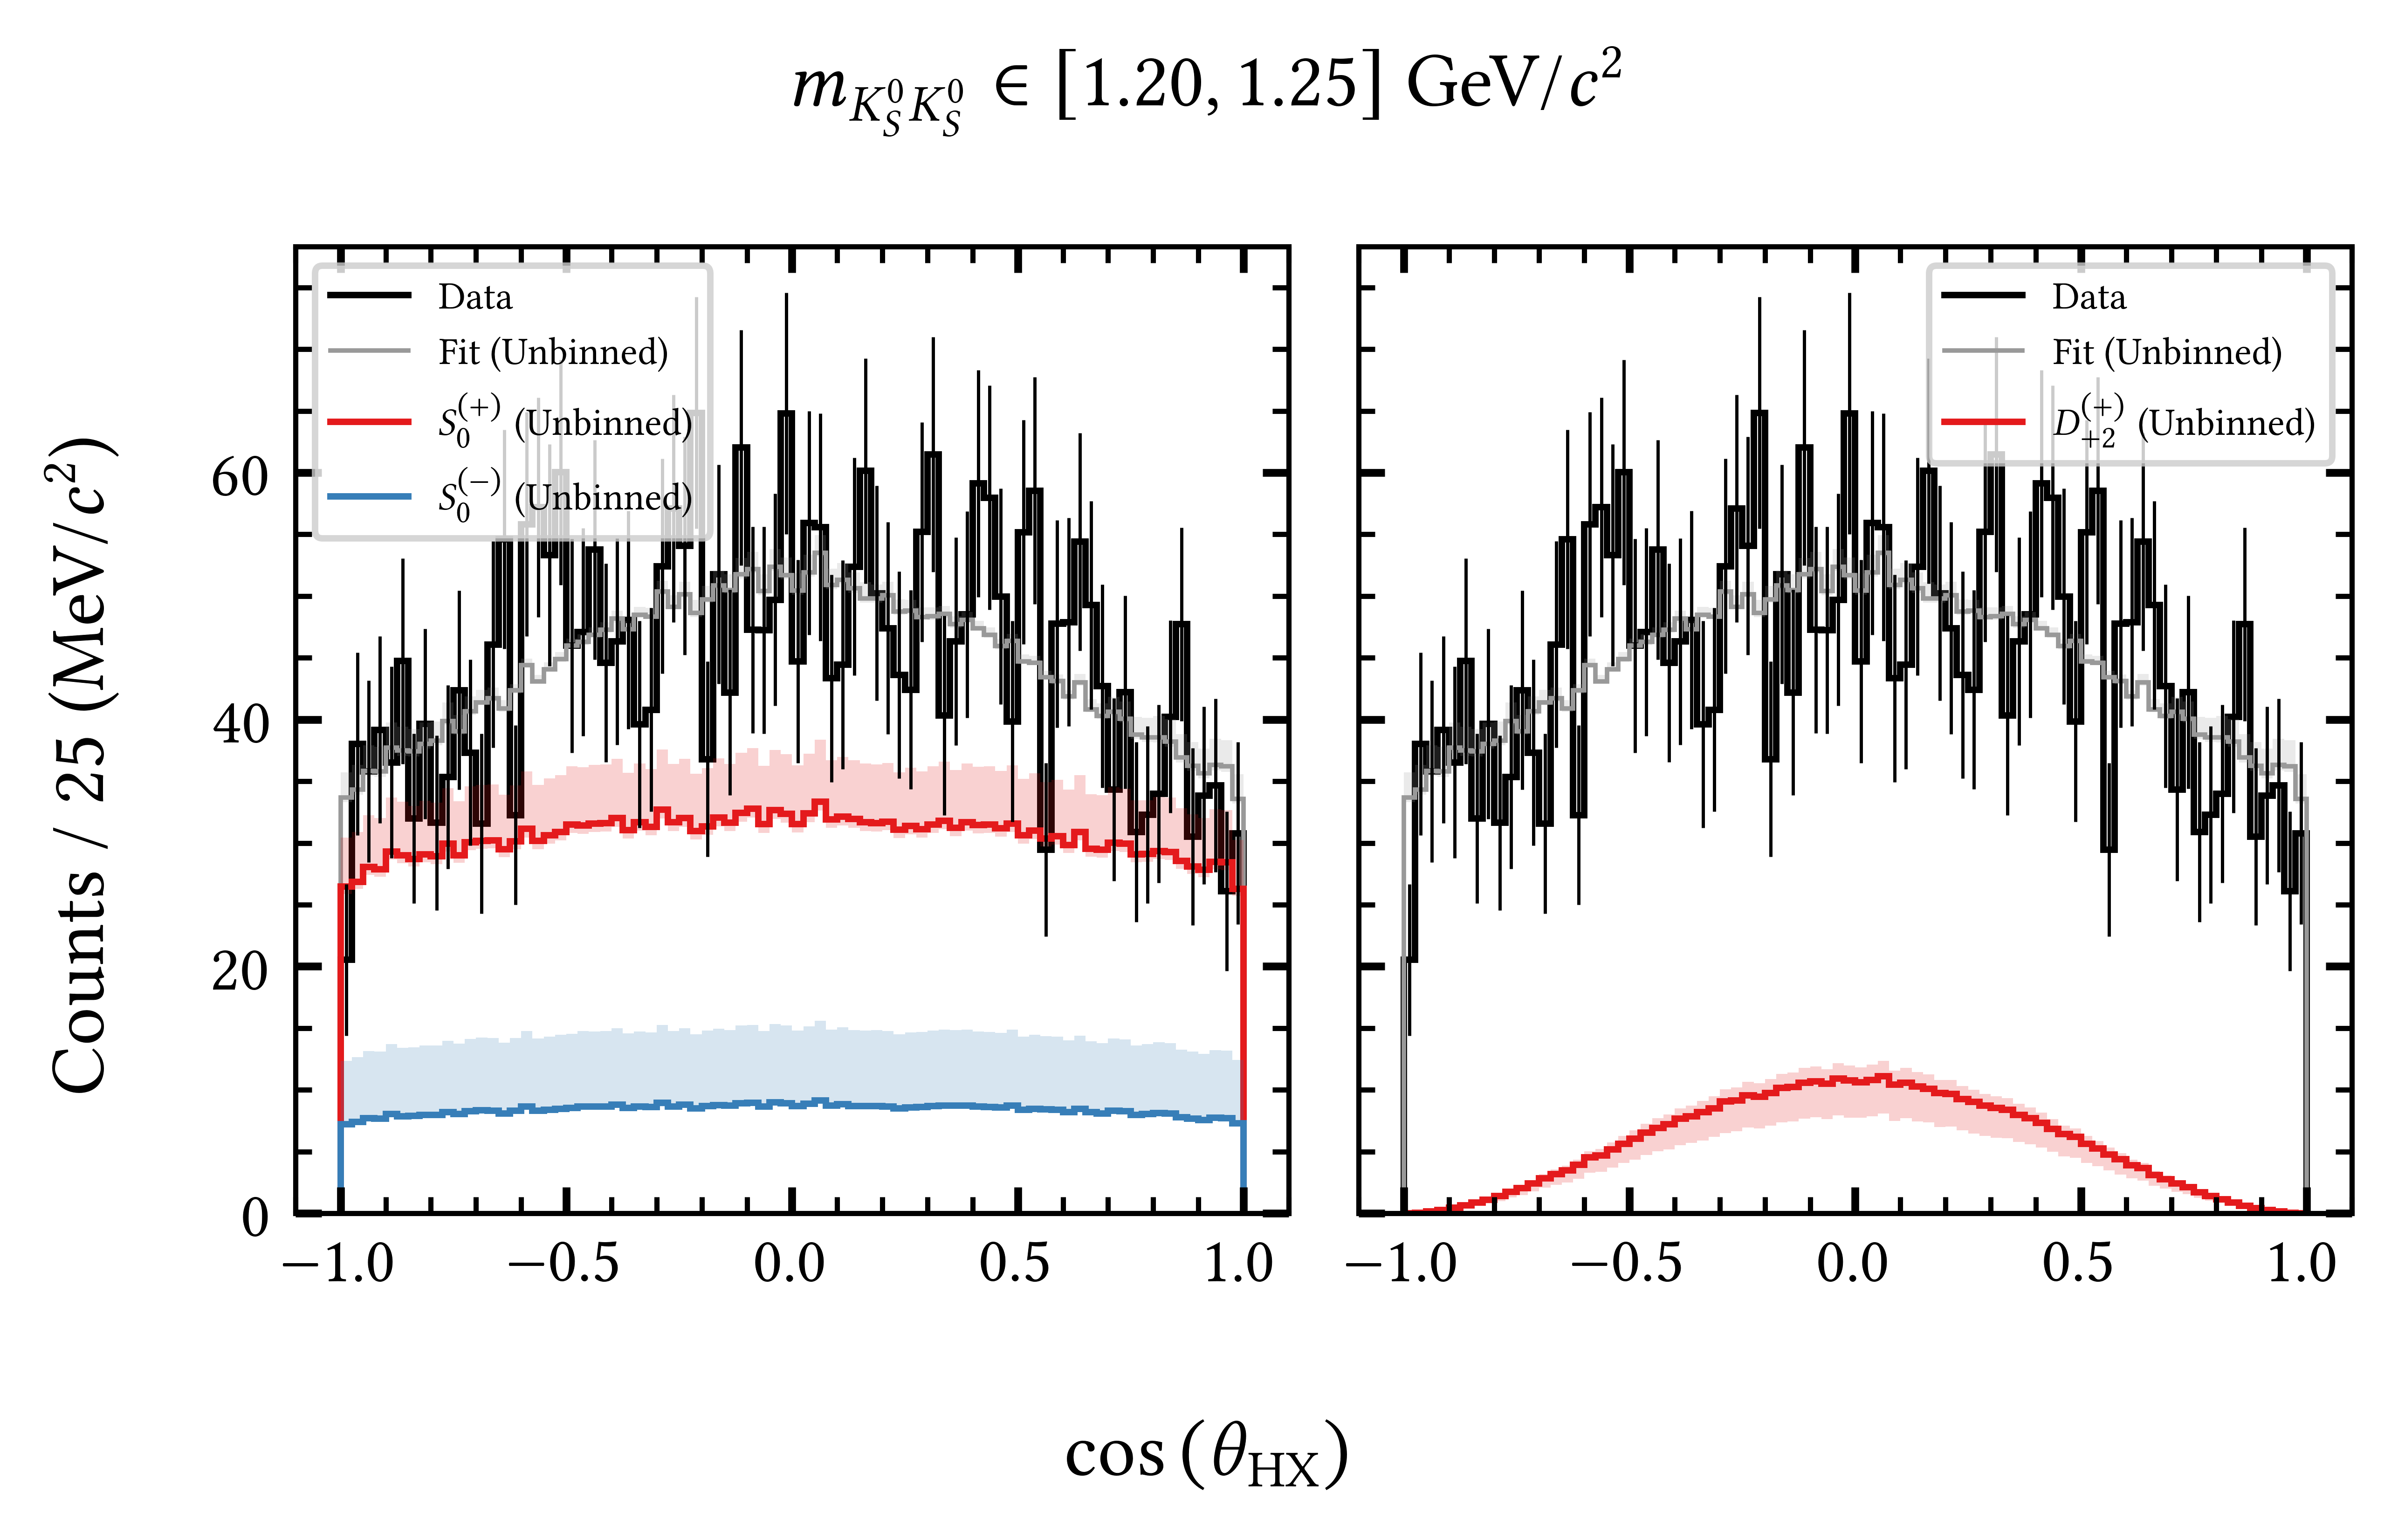 m_{K_S^0 K_S^0} ∈ [1.20, 1.25] GeV/c²
Counts / 25 (MeV/c²)
60
40
20
0
Data
Fit (Unbinned)
S_0^{(+)} (Unbinned)
S_0^{(−)} (Unbinned)
−1.0 −0.5 0.0 0.5 1.0
Data
Fit (Unbinned)
D_{+2}^{(+)} (Unbinned)
−1.0 −0.5 0.0 0.5 1.0
cos (θ_{HX})